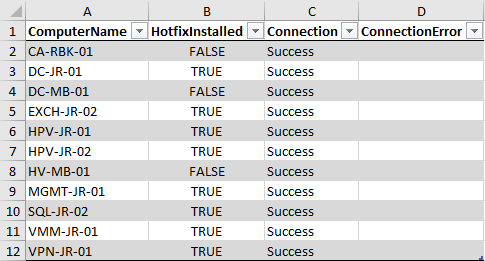 A B C D
1 ComputerName HotfixInstalled Connection ConnectionError
2 CA-RBK-01 FALSE Success
3 DC-JR-01 TRUE Success
4 DC-MB-01 FALSE Success
5 EXCH-JR-02 TRUE Success
6 HPV-JR-01 TRUE Success
7 HPV-JR-02 TRUE Success
8 HV-MB-01 FALSE Success
9 MGMT-JR-01 TRUE Success
10 SQL-JR-02 TRUE Success
11 VMM-JR-01 TRUE Success
12 VPN-JR-01 TRUE Success